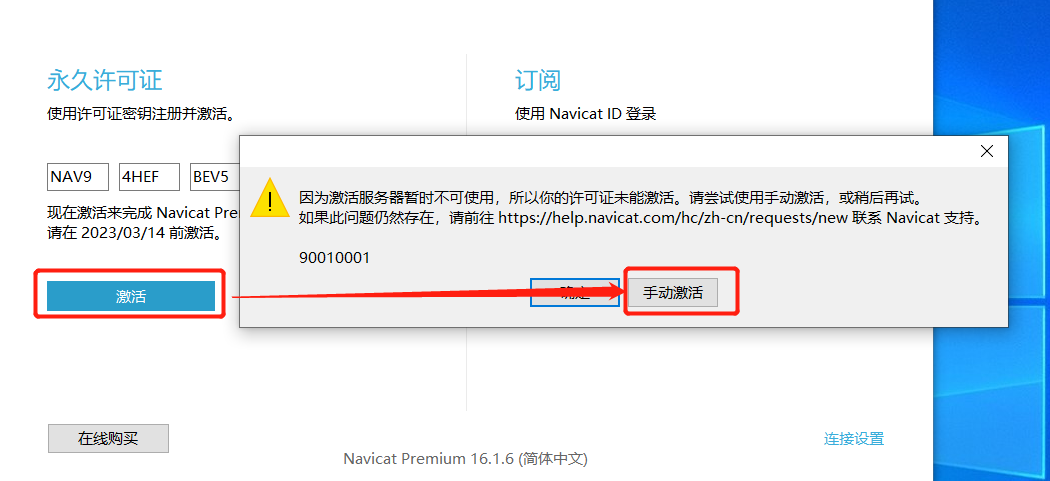 永久许可证
使用许可证密钥注册并激活。
NAV9 4HEF BEV5
现在激活来完成 Navicat Pre
请在 2023/03/14 前激活。
激活
订阅
使用 Navicat ID 登录
因为激活服务器暂时不可使用，所以你的许可证未能激活。请尝试使用手动激活，或稍后再试。
如果此问题仍然存在，请前往 https://help.navicat.com/hc/zh-cn/requests/new 联系 Navicat 支持。
90010001
确定
手动激活
在线购买
Navicat Premium 16.1.6 (简体中文)
连接设置